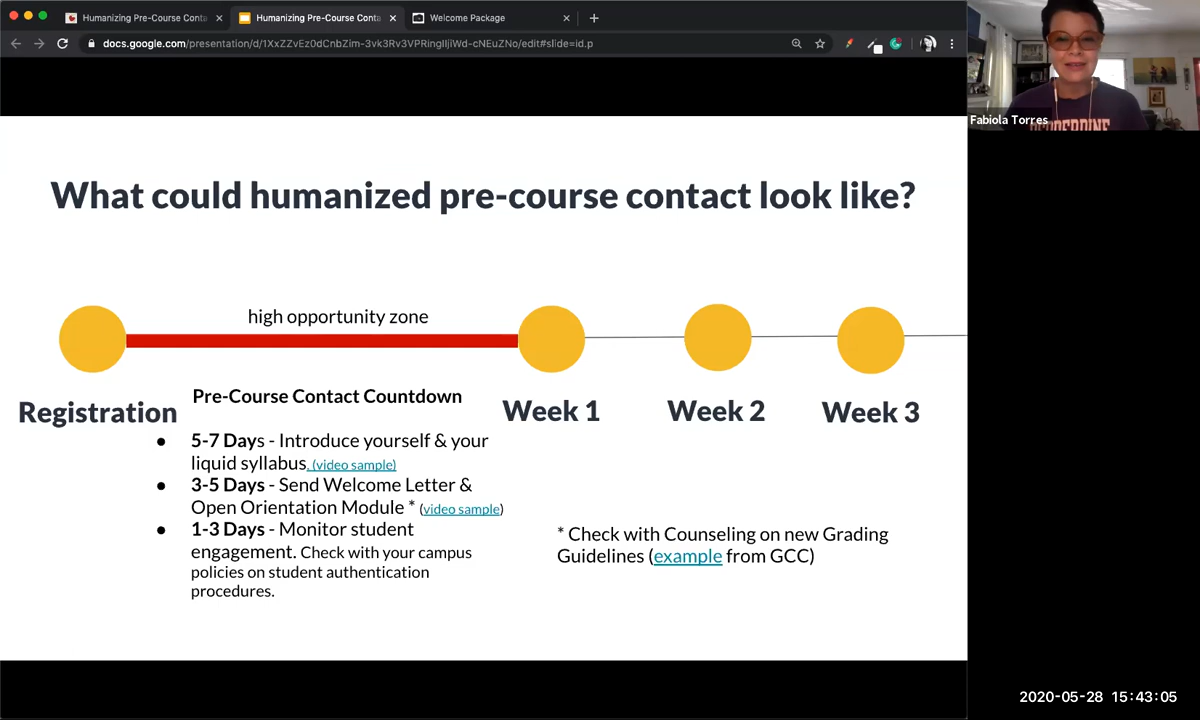 Humanizing Pre-Course Conta
Humanizing Pre-Course Conta
Welcome Package
docs.google.com/presentation/d/
Fabiola Torres
What could humanized pre-course contact look like?
high opportunity zone
Registration
Week 1
Week 2
Week 3
Pre-Course Contact Countdown
● 5-7 Days - Introduce yourself & your
liquid syllabus. (video sample)
● 3-5 Days - Send Welcome Letter &
Open Orientation Module * (video sample)
● 1-3 Days - Monitor student
engagement. Check with your campus
policies on student authentication
procedures.
* Check with Counseling on new Grading
Guidelines (example from GCC)
2020-05-28 15:43:05